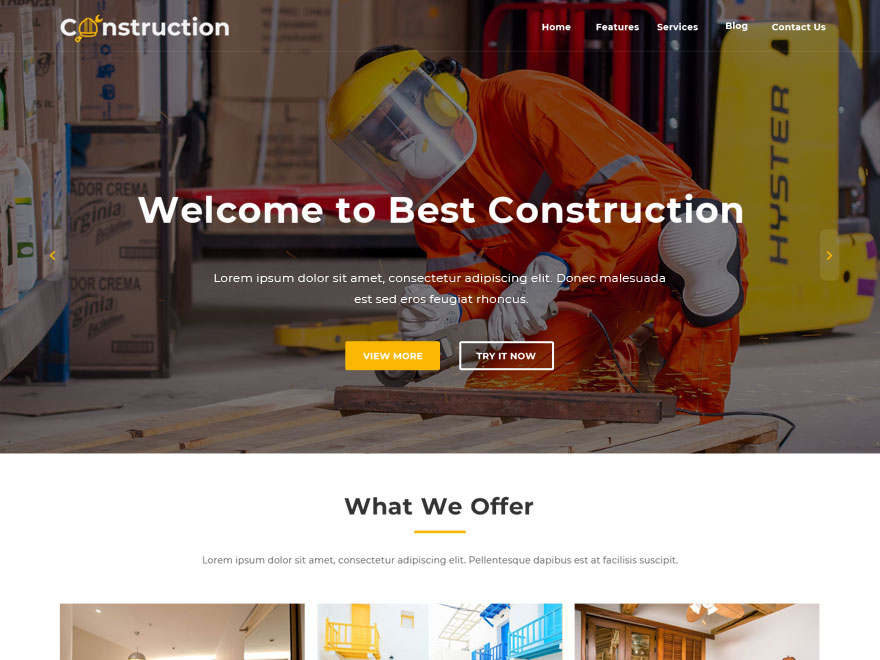 Construction
Home Features Services Blog Contact Us
HYSTER
ADOR CREMA
irginia
Evolution
Welcome to Best Construction
Lorem ipsum dolor sit amet, consectetur adipiscing elit. Donec malesuada
est sed eros feugiat rhoncus.
VIEW MORE TRY IT NOW
What We Offer
Lorem ipsum dolor sit amet, consectetur adipiscing elit. Pellentesque dapibus est at facilisis suscipit.